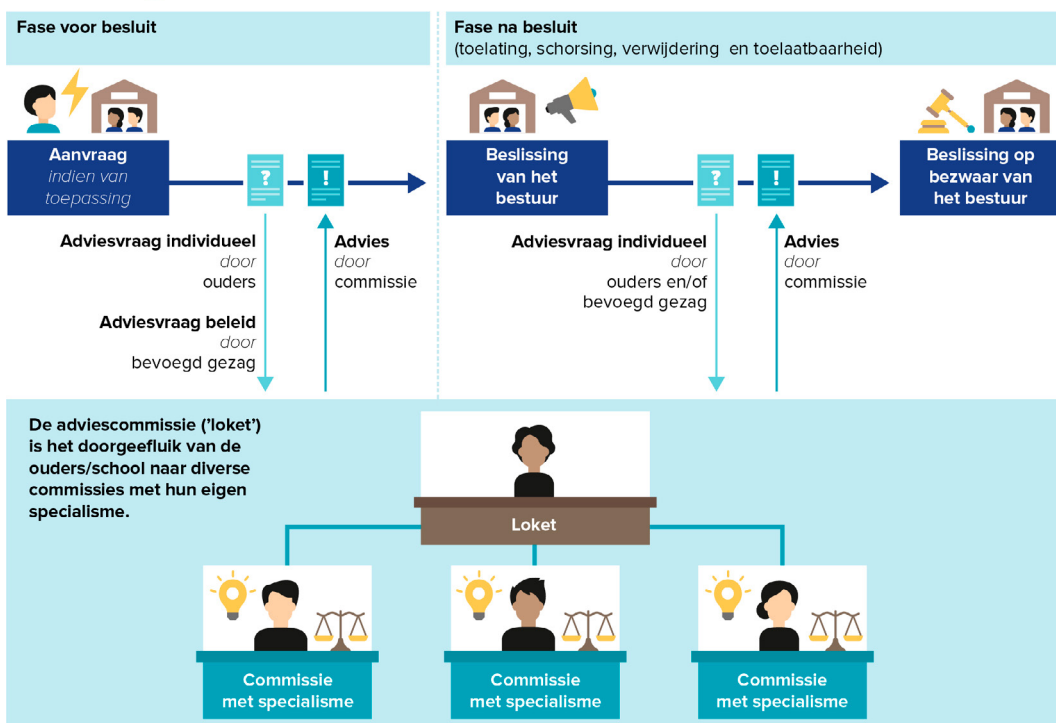 Fase voor besluit
Fase na besluit
(toelating, schorsing, verwijdering en toelaatbaarheid)
Aanvraag
indien van
toepassing
?
!
Beslissing
van het
bestuur
?
!
Beslissing op
bezwaar van
het bestuur
Adviesvraag individueel
door
ouders
Adviesvraag beleid
door
bevoegd gezag
Advies
door
commissie
Adviesvraag individueel
door
ouders en/of
bevoegd gezag
Advies
door
commissie
De adviescommissie ('loket')
is het doorgeefluik van de
ouders/school naar diverse
commissies met hun eigen
specialisme.
Loket
Commissie
met specialisme
Commissie
met specialisme
Commissie
met specialisme